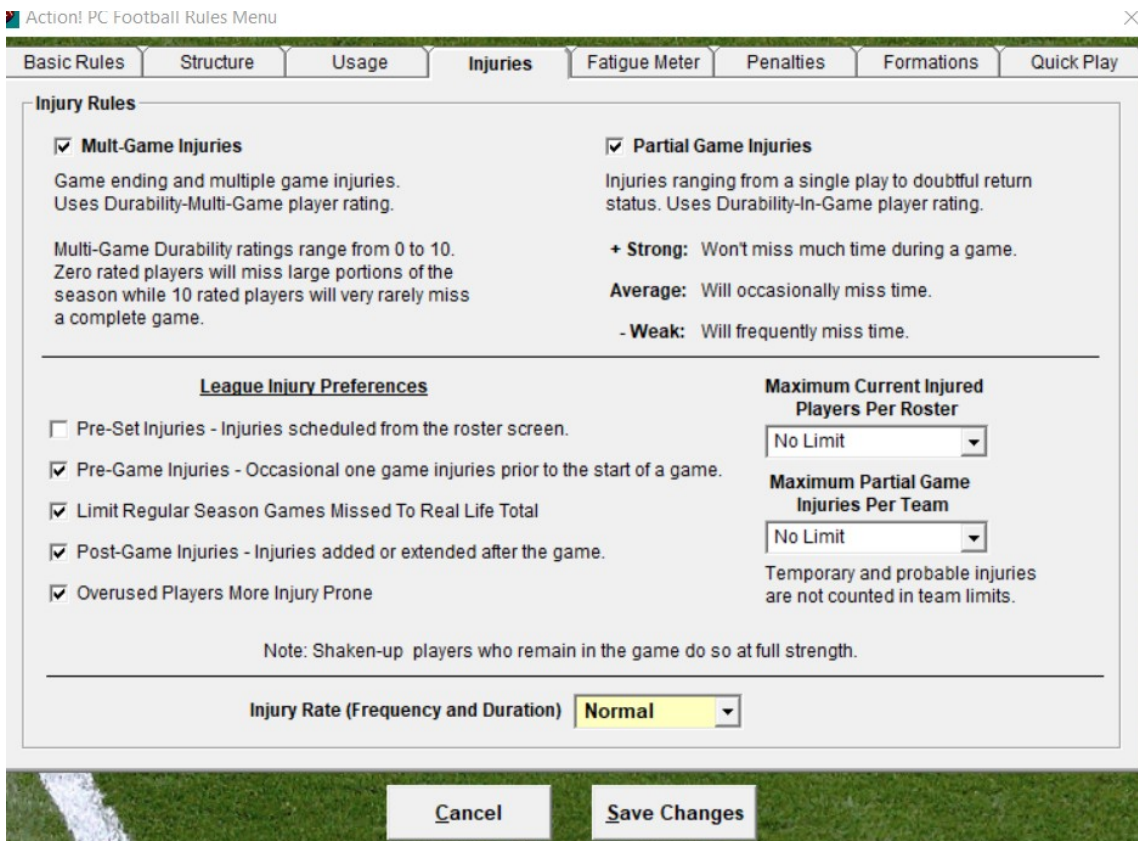 Action! PC Football Rules Menu
Basic Rules Structure Usage Injuries Fatigue Meter Penalties Formations Quick Play
Injury Rules
Mult-Game Injuries
Game ending and multiple game injuries.
Uses Durability-Multi-Game player rating.
Multi-Game Durability ratings range from 0 to 10.
Zero rated players will miss large portions of the
season while 10 rated players will very rarely miss
a complete game.
Partial Game Injuries
Injuries ranging from a single play to doubtful return
status. Uses Durability-In-Game player rating.
+ Strong: Won't miss much time during a game.
Average: Will occasionally miss time.
- Weak: Will frequently miss time.
League Injury Preferences
Pre-Set Injuries - Injuries scheduled from the roster screen.
Pre-Game Injuries - Occasional one game injuries prior to the start of a game.
Limit Regular Season Games Missed To Real Life Total
Post-Game Injuries - Injuries added or extended after the game.
Overused Players More Injury Prone
Maximum Current Injured
Players Per Roster
No Limit
Maximum Partial Game
Injuries Per Team
No Limit
Temporary and probable injuries
are not counted in team limits.
Note: Shaken-up players who remain in the game do so at full strength.
Injury Rate (Frequency and Duration) Normal
Cancel Save Changes